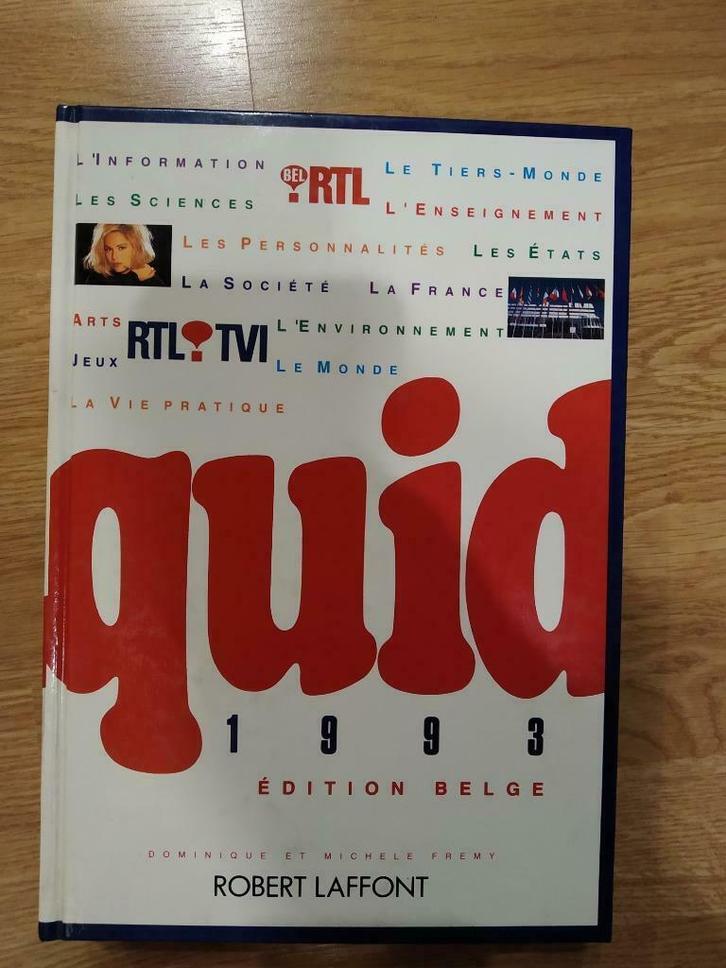 L'INFORMATION
BEL RTL
LE TIERS-MONDE
LES SCIENCES
L'ENSEIGNEMENT
LES PERSONNALITÉS
LES ÉTATS
LA SOCIÉTÉ
LA FRANCE
ARTS
RTL TVI
L'ENVIRONNEMENT
JEUX
LE MONDE
LA VIE PRATIQUE
quid
1993
ÉDITION BELGE
DOMINIQUE ET MICHELE FREMY
ROBERT LAFFONT